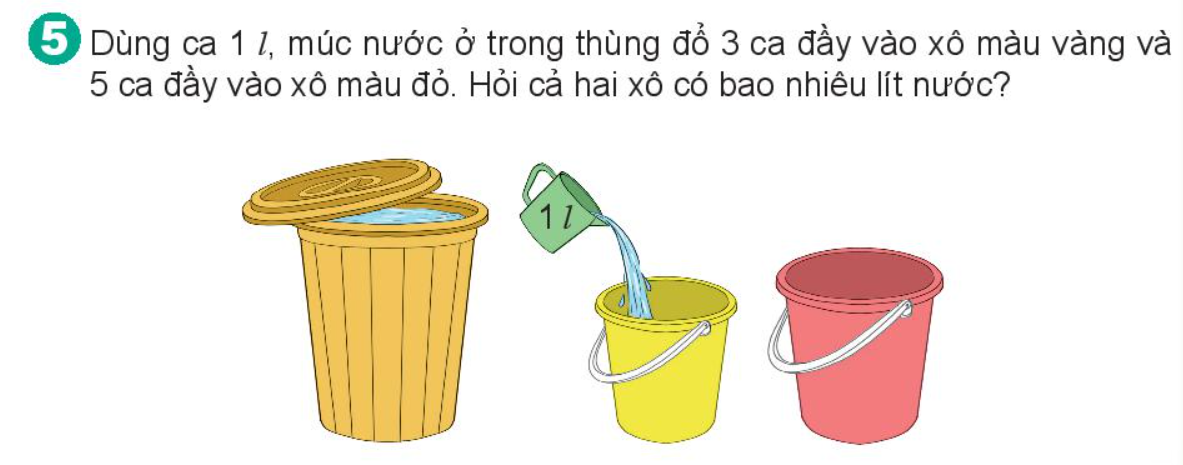 5 Dùng ca 1 l, múc nước ở trong thùng đổ 3 ca đầy vào xô màu vàng và
5 ca đầy vào xô màu đỏ. Hỏi cả hai xô có bao nhiêu lít nước?
1 l